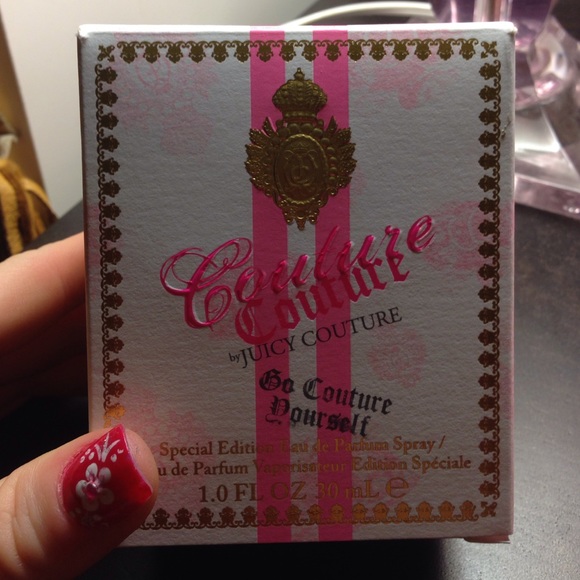 Couture
Couture
by JUICY COUTURE
Go Couture
Yourself
Special Edition Eau de Parfum Spray /
de Parfum Vaporisateur Edition Spéciale
1.0 FL OZ 30 mL e